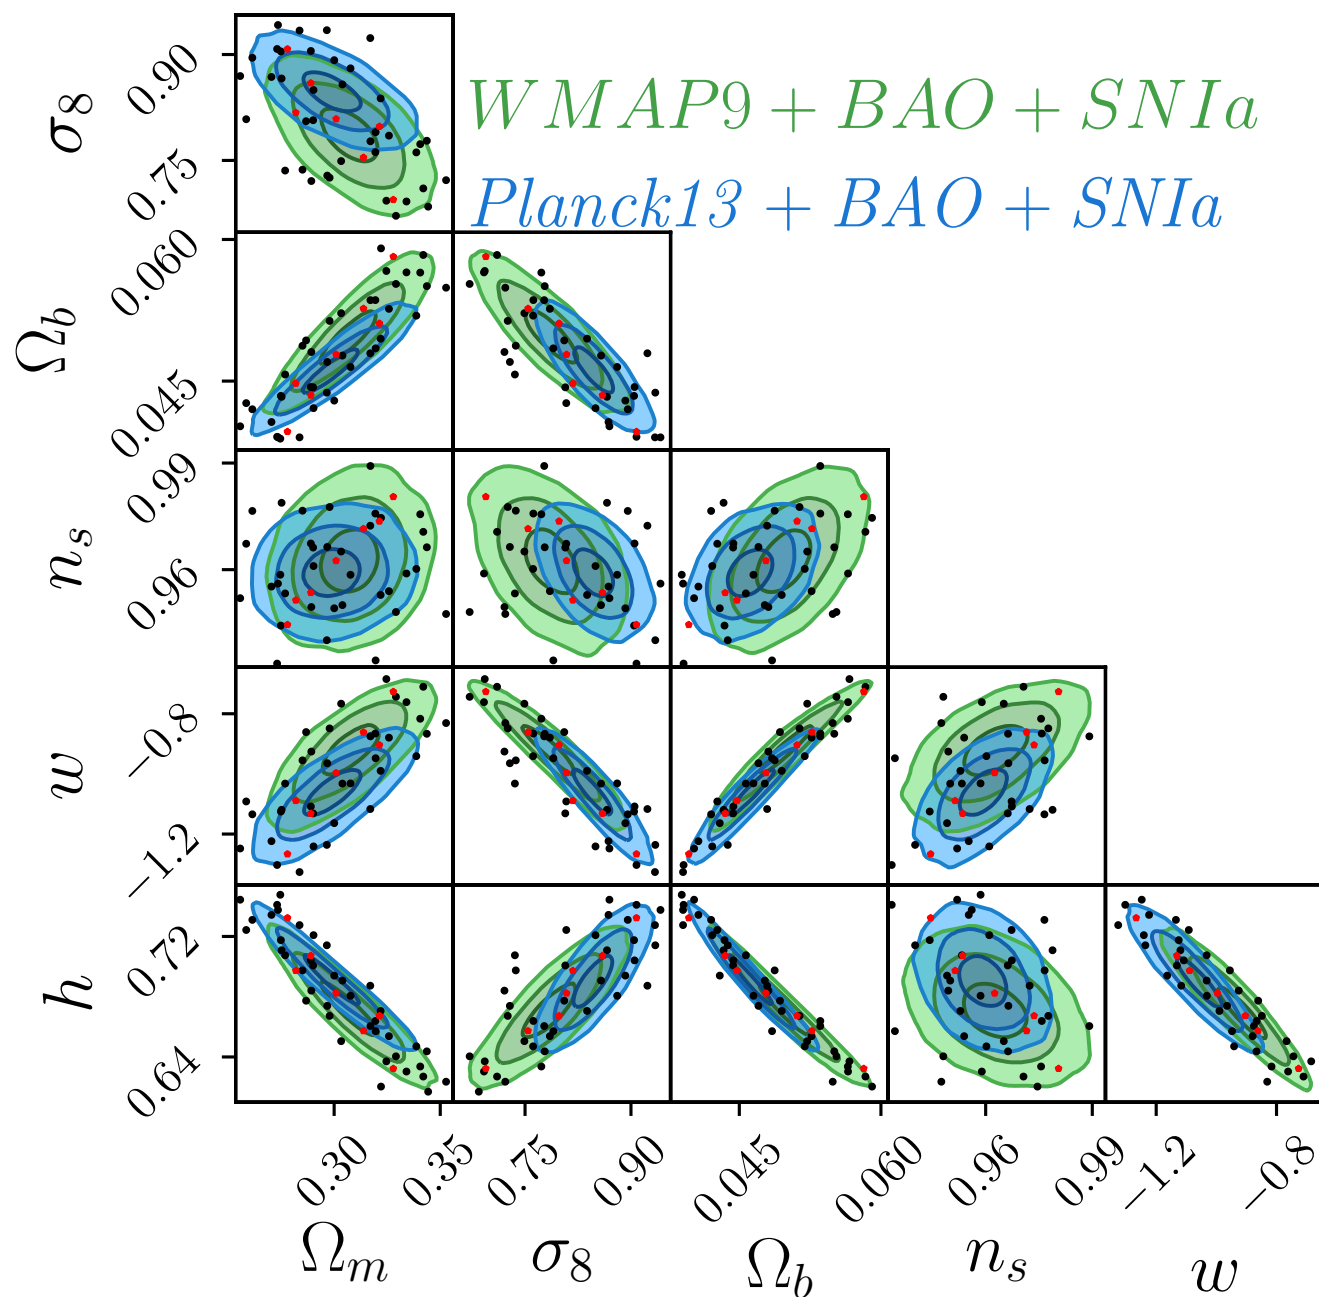 σ8
0.90
0.75
WMAP9 + BAO + SNIa
Planck13 + BAO + SNIa
Ωb
0.060
0.045
ns
0.99
0.96
w
−0.8
−1.2
h
0.72
0.64
0.30 0.35 0.75 0.90 0.045 0.060 0.96 0.99 −1.2 −0.8
Ωm σ8 Ωb ns w